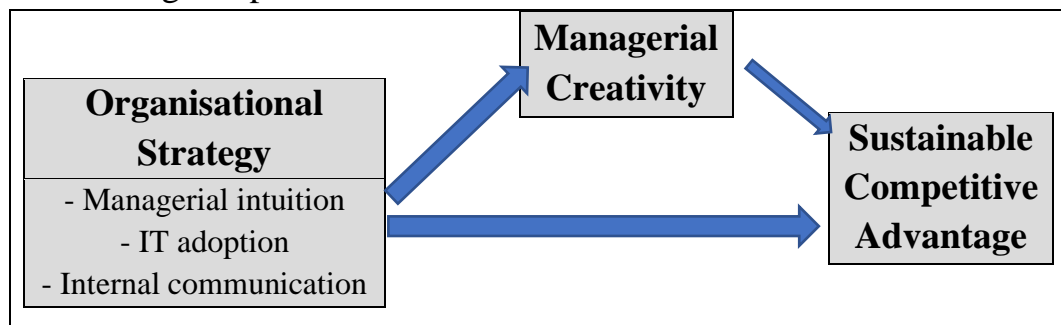 Managerial
Creativity
Organisational
Strategy
- Managerial intuition
- IT adoption
- Internal communication
Sustainable
Competitive
Advantage